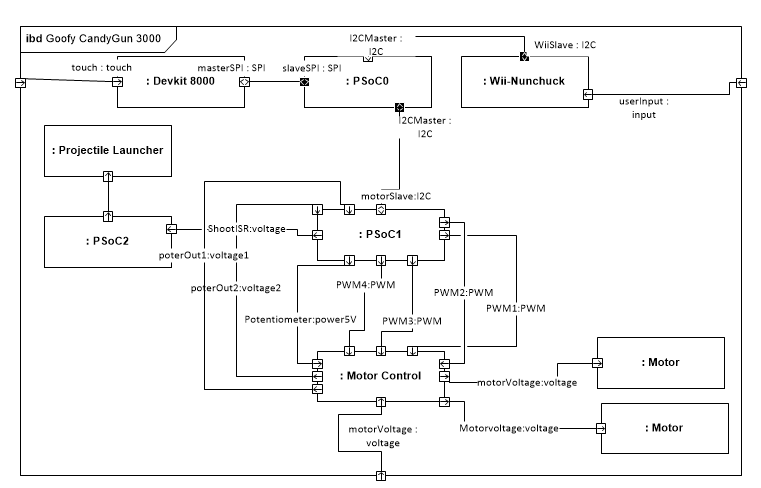 ibd Goofy CandyGun 3000
I2CMaster :
I2C
WiiSlave : I2C
touch : touch
masterSPI : SPI
slaveSPI : SPI
: Devkit 8000
: PSoC0
: Wii-Nunchuck
userInput :
input
I2CMaster :
I2C
: Projectile Launcher
motorSlave:I2C
ShootISR:voltage
: PSoC1
: PSoC2
poterOut1:voltage1
poterOut2:voltage2
PWM4:PWM
PWM2:PWM
PWM1:PWM
Potentiometer:power5V
PWM3:PWM
: Motor
: Motor Control
motorVoltage:voltage
motorVoltage :
voltage
Motorvoltage:voltage
: Motor